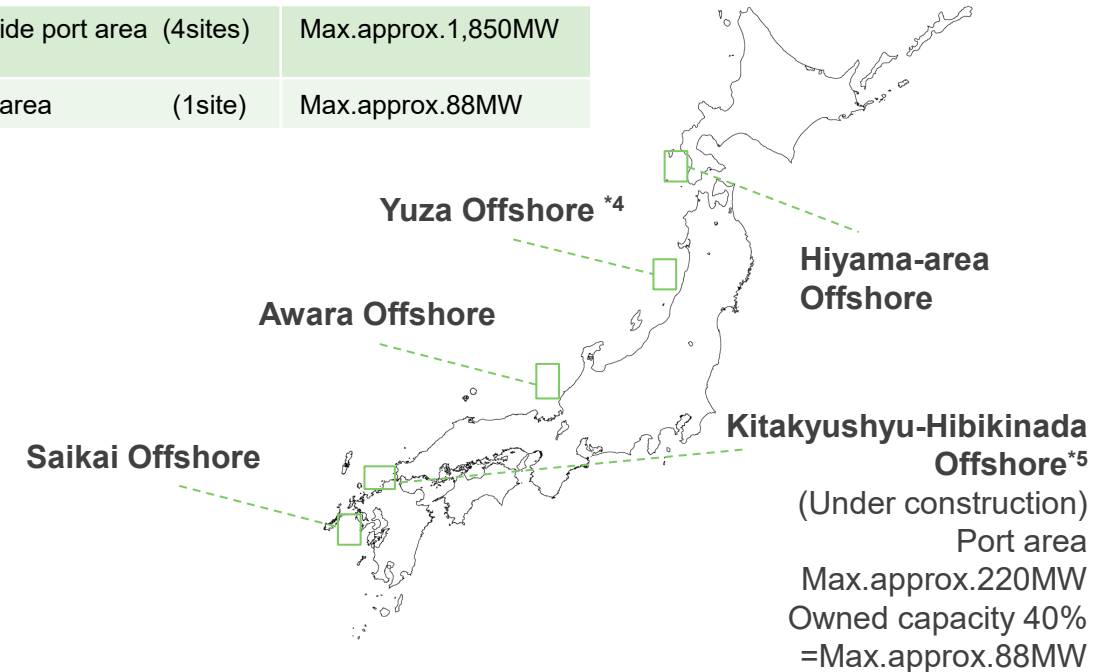 ide port area (4sites) Max.approx.1,850MW
area (1site) Max.approx.88MW
Yuza Offshore *4
Hiyama-area
Offshore
Awara Offshore
Kitakyushyu-Hibikinada
Offshore*5
Saikai Offshore
(Under construction)
Port area
Max.approx.220MW
Owned capacity 40%
=Max.approx.88MW